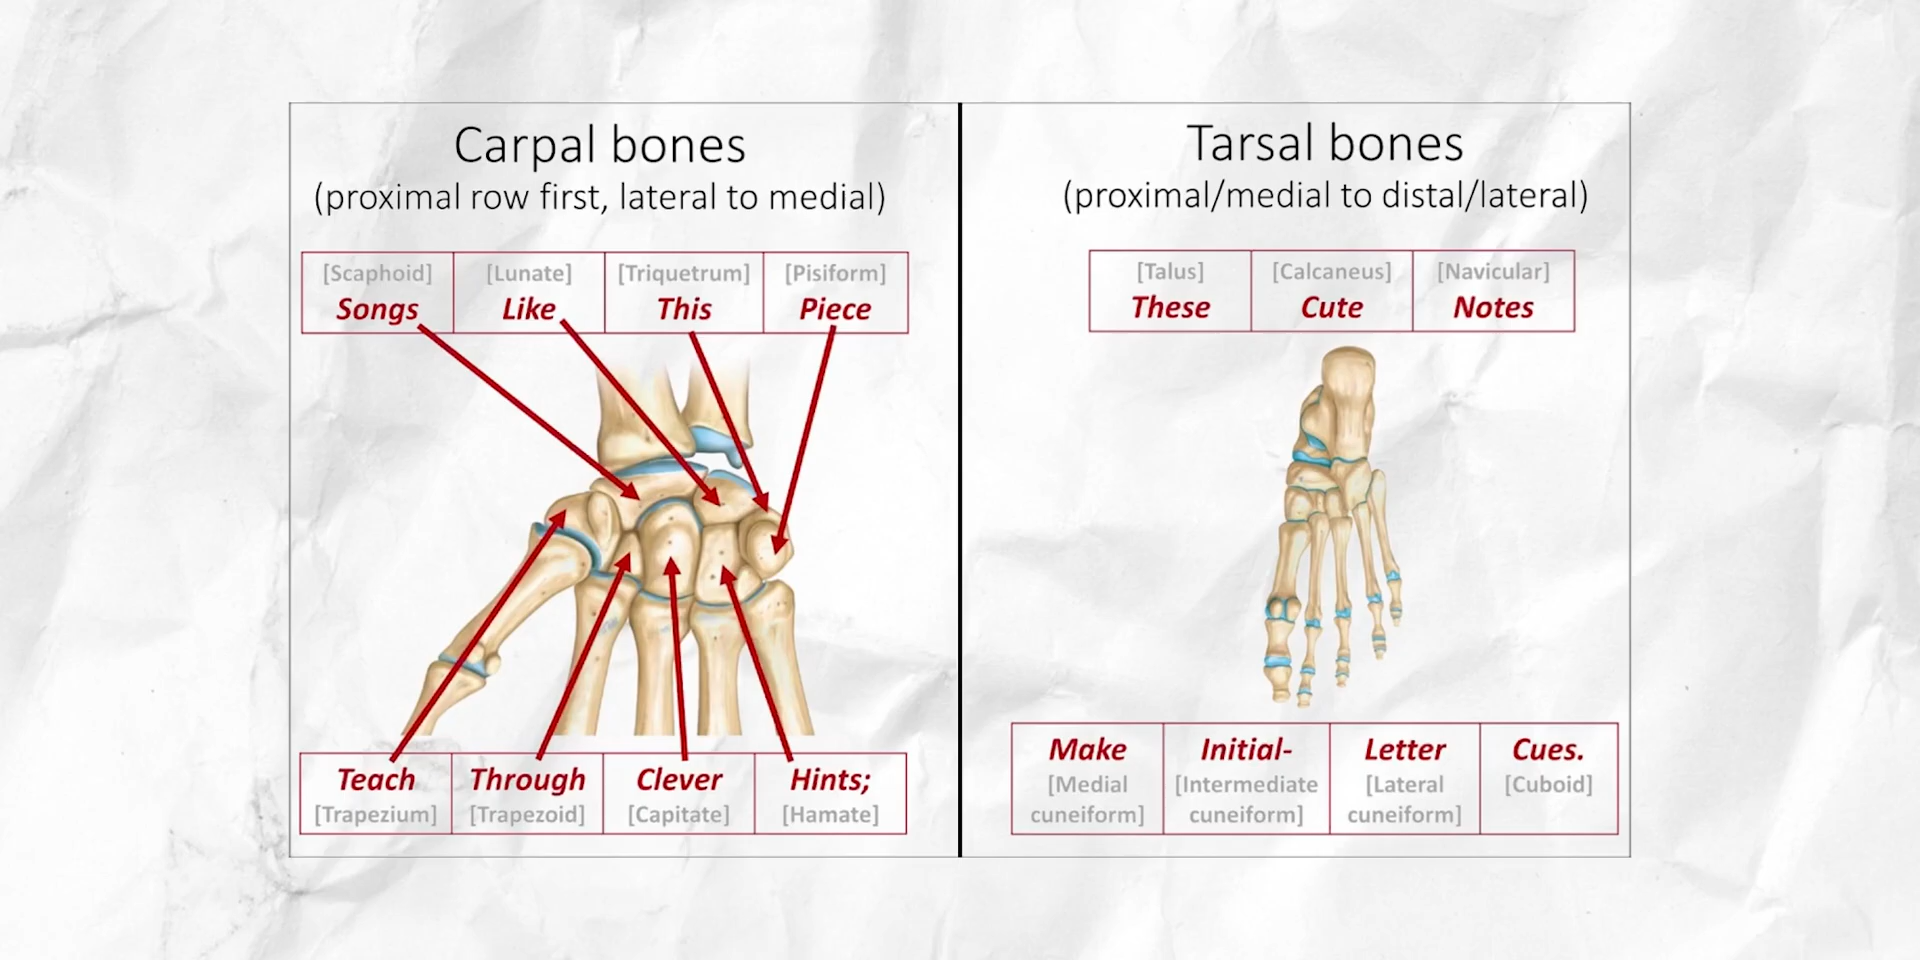 Carpal bones
(proximal row first, lateral to medial)
[Scaphoid] [Lunate] [Triquetrum] [Pisiform]
Songs Like This Piece
Teach Through Clever Hints;
[Trapezium] [Trapezoid] [Capitate] [Hamate]
Tarsal bones
(proximal/medial to distal/lateral)
[Talus] [Calcaneus] [Navicular]
These Cute Notes
Make Initial- Letter Cues.
[Medial [Intermediate [Lateral [Cuboid]
cuneiform] cuneiform] cuneiform]